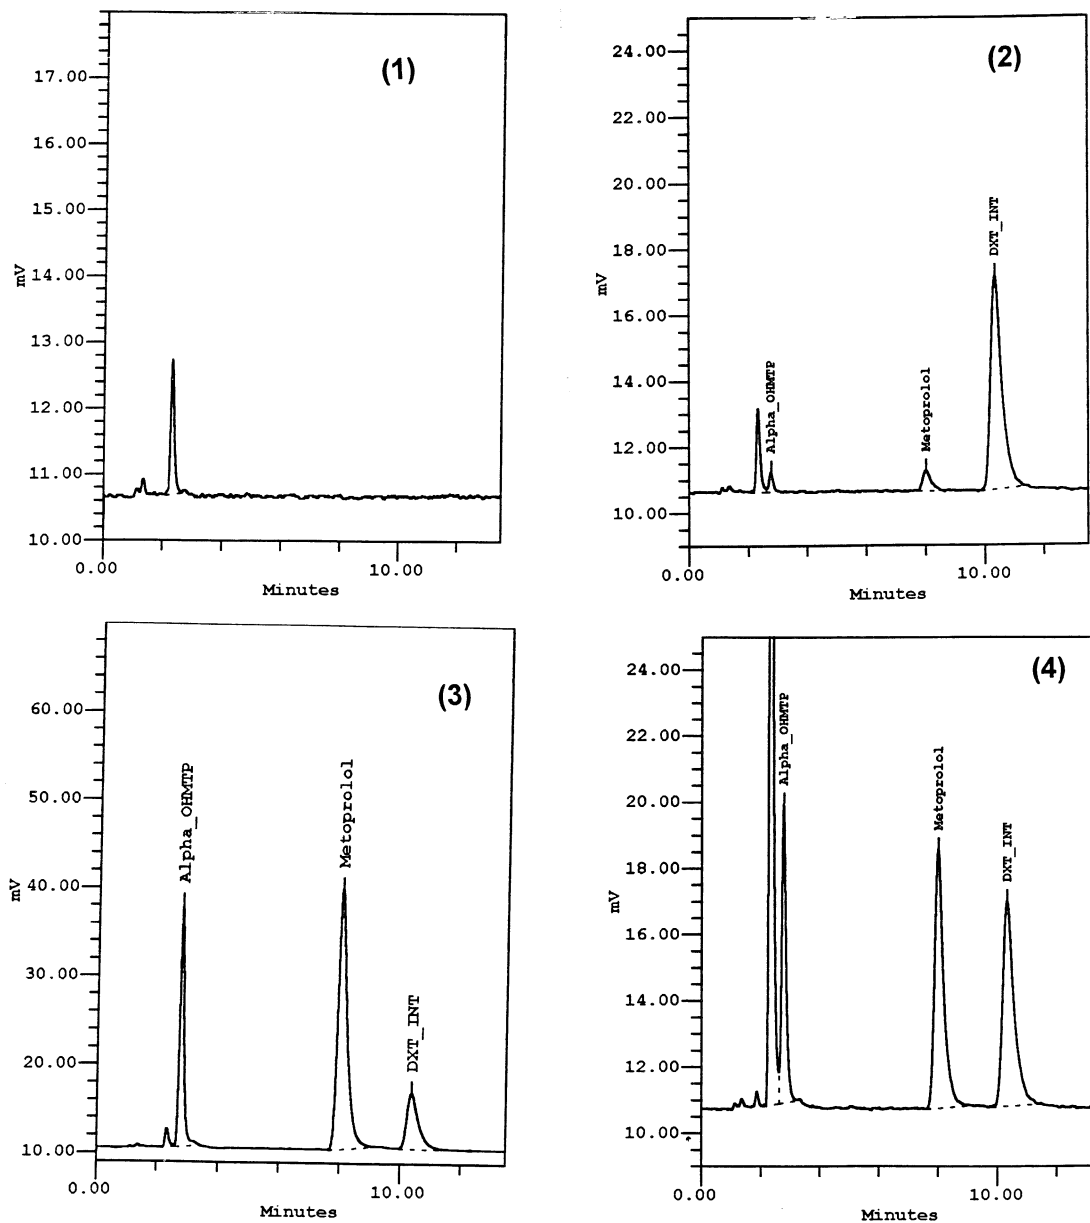 (1)
17.00
16.00
15.00
14.00
13.00
12.00
11.00
10.00
mV
0.00
10.00
Minutes
(2)
24.00
22.00
20.00
18.00
16.00
14.00
12.00
10.00
mV
Alpha_OHMTP
Metoprolol
DXT_INT
0.00
10.00
Minutes
(3)
60.00
50.00
40.00
30.00
20.00
10.00
mV
Alpha_OHMTP
Metoprolol
DXT_INT
0.00
10.00
Minutes
(4)
24.00
22.00
20.00
18.00
16.00
14.00
12.00
10.00
mV
Alpha_OHMTP
Metoprolol
DXT_INT
0.00
10.00
Minutes